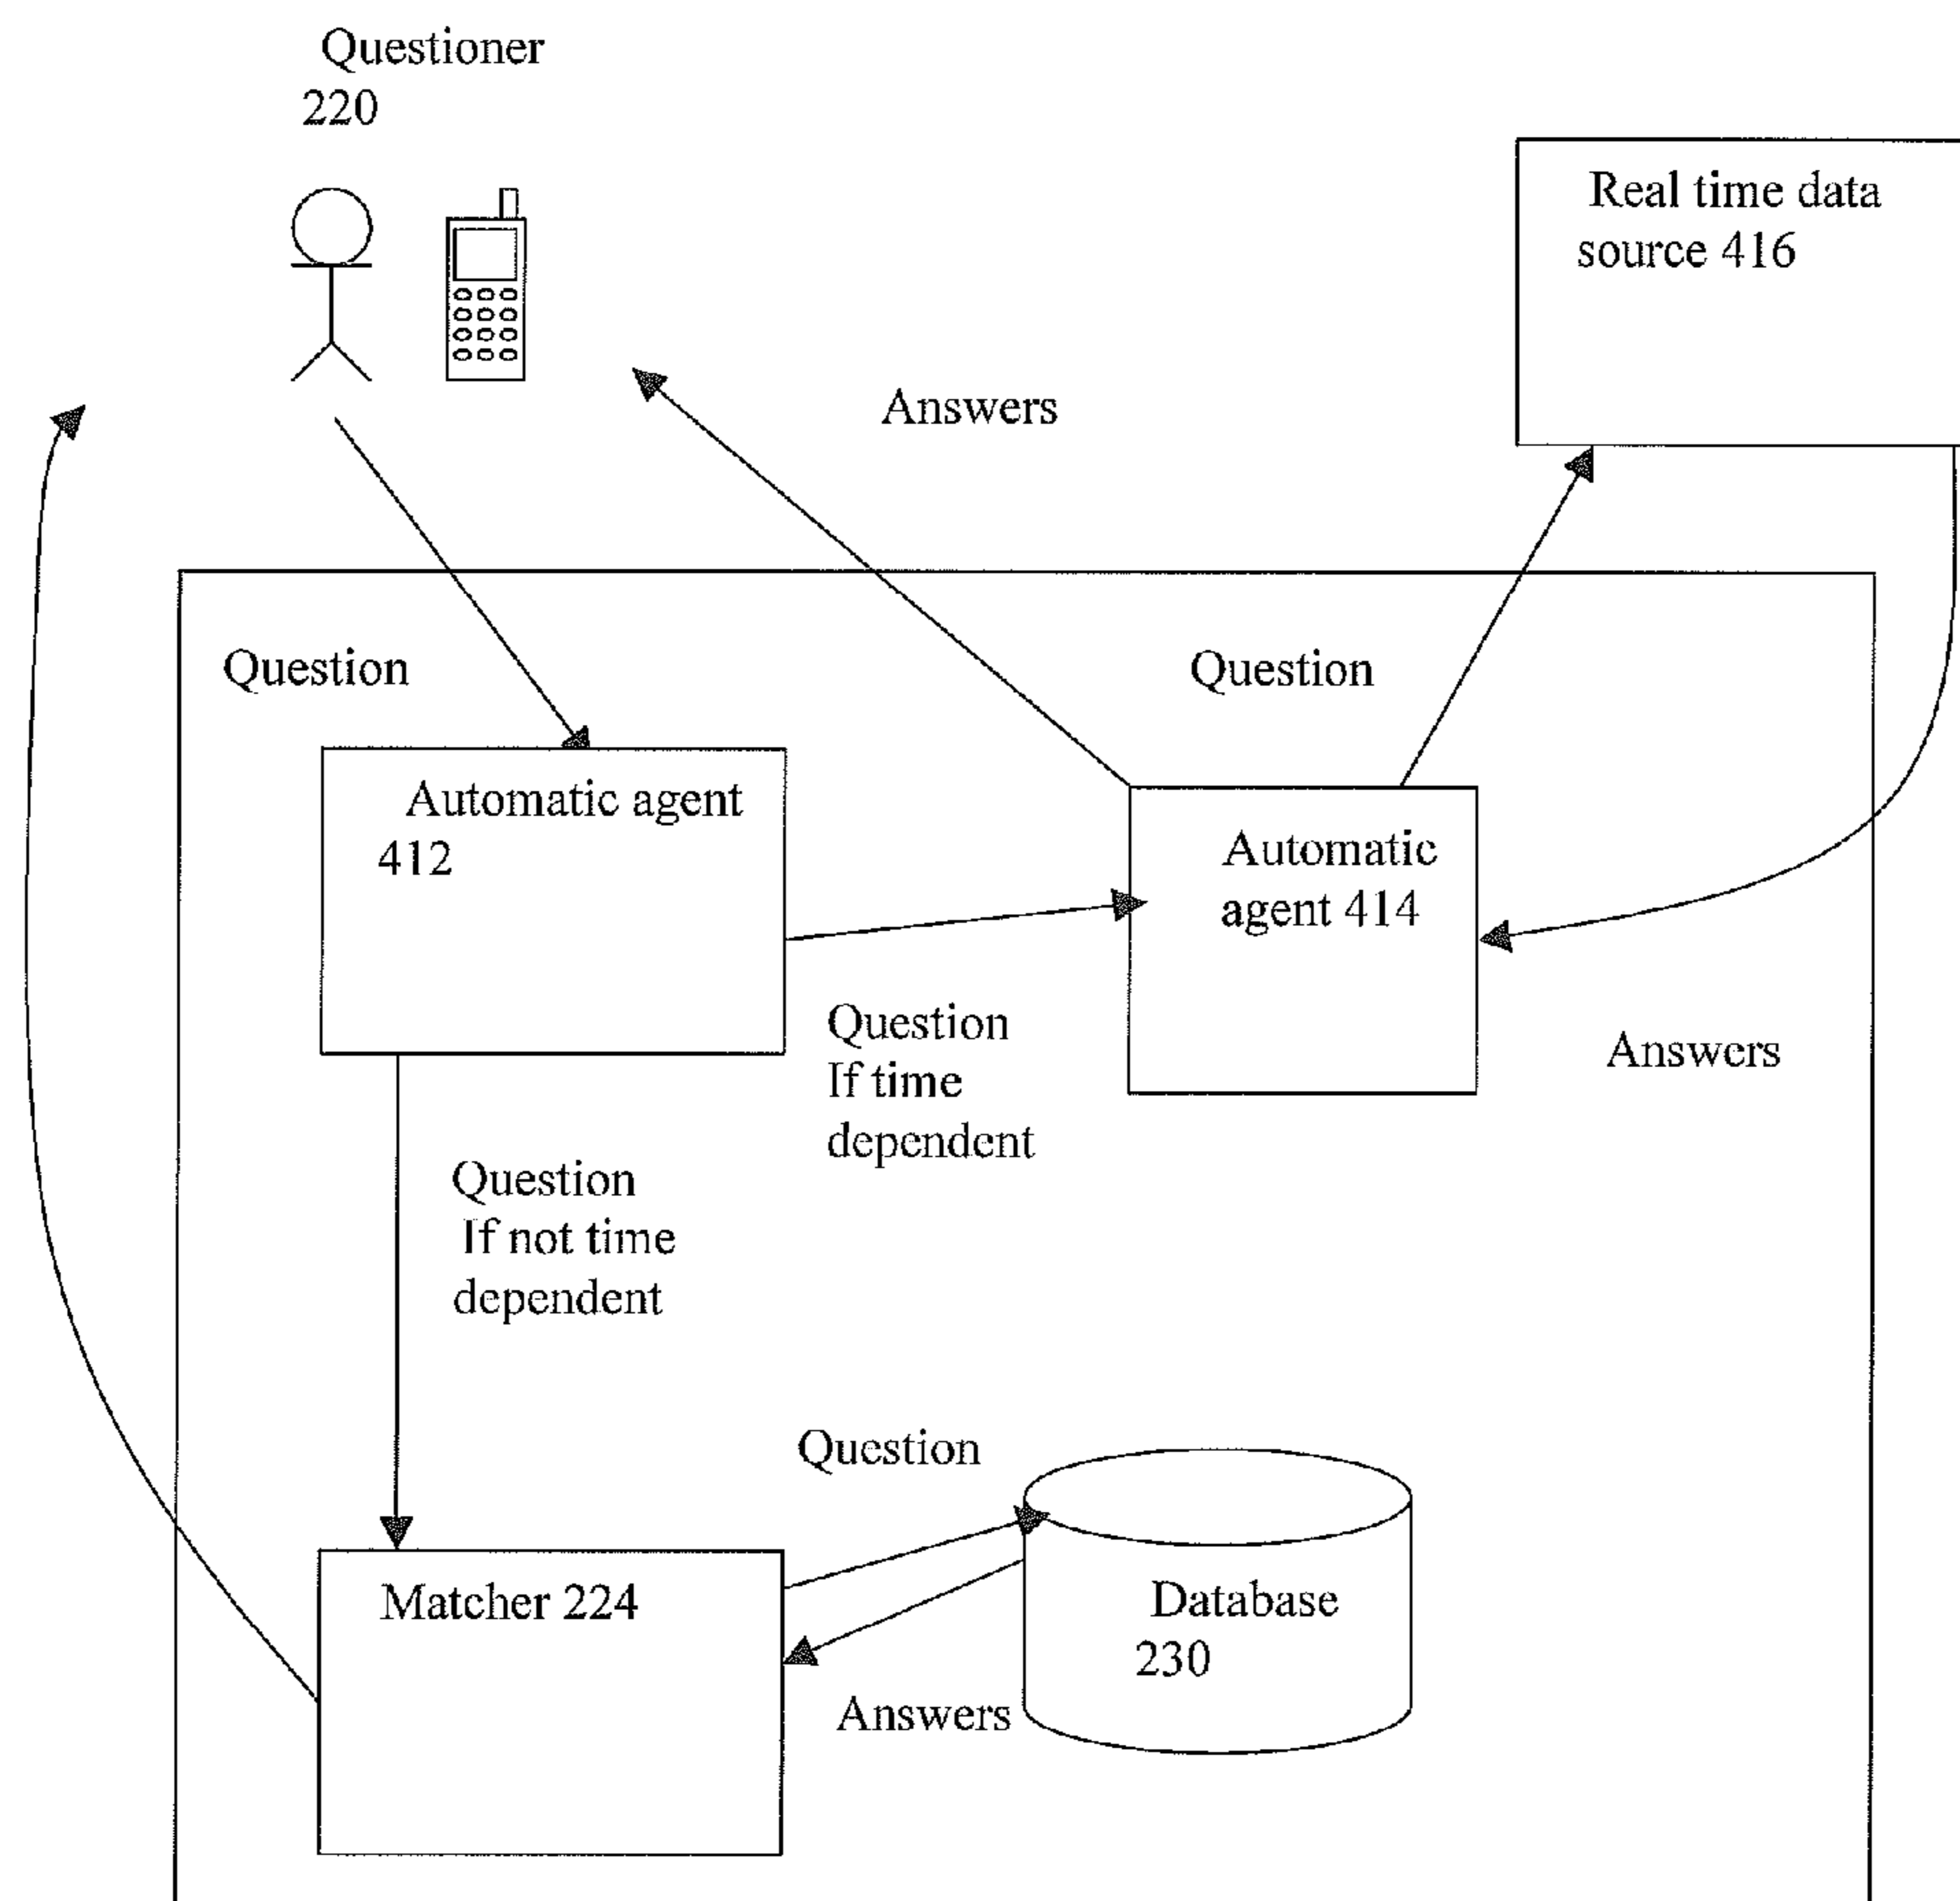 Questioner
220
Real time data
source 416
Answers
Question
Question
Automatic agent
412
Automatic
agent 414
Question
If time
dependent
Answers
Question
If not time
dependent
Question
Matcher 224
Database
230
Answers